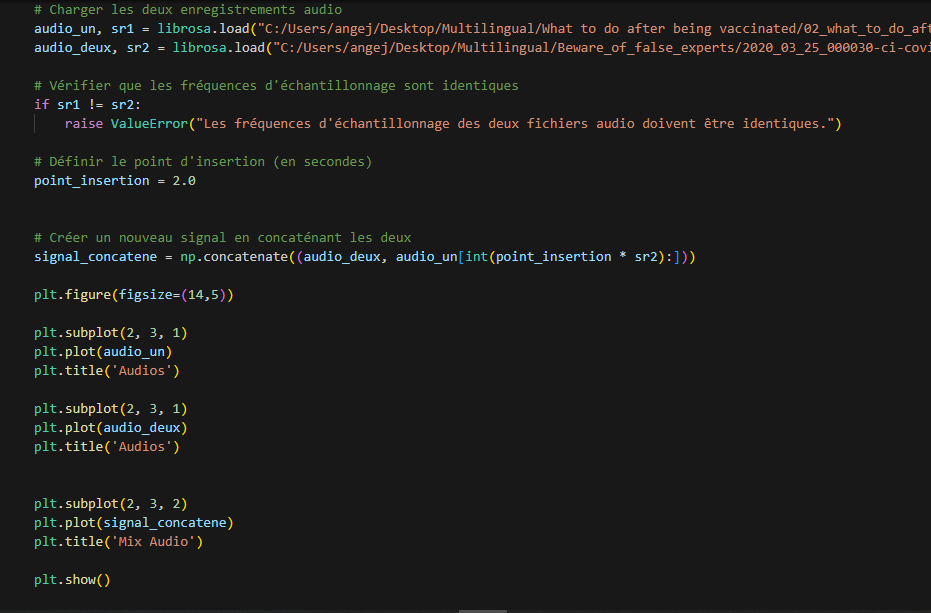 # Charger les deux enregistrements audio
audio_un, sr1 = librosa.load("C:/Users/angej/Desktop/Multilingual/What to do after being vaccinated/02_what_to_do_aft
audio_deux, sr2 = librosa.load("C:/Users/angej/Desktop/Multilingual/Beware_of_false_experts/2020_03_25_000030-ci-covi
# Vérifier que les fréquences d'échantillonnage sont identiques
if sr1 != sr2:
    raise ValueError("Les fréquences d'échantillonnage des deux fichiers audio doivent être identiques.")
# Définir le point d'insertion (en secondes)
point_insertion = 2.0
# Créer un nouveau signal en concaténant les deux
signal_concatene = np.concatenate((audio_deux, audio_un[int(point_insertion * sr2):]))
plt.figure(figsize=(14,5))
plt.subplot(2, 3, 1)
plt.plot(audio_un)
plt.title('Audios')
plt.subplot(2, 3, 1)
plt.plot(audio_deux)
plt.title('Audios')
plt.subplot(2, 3, 2)
plt.plot(signal_concatene)
plt.title('Mix Audio')
plt.show()